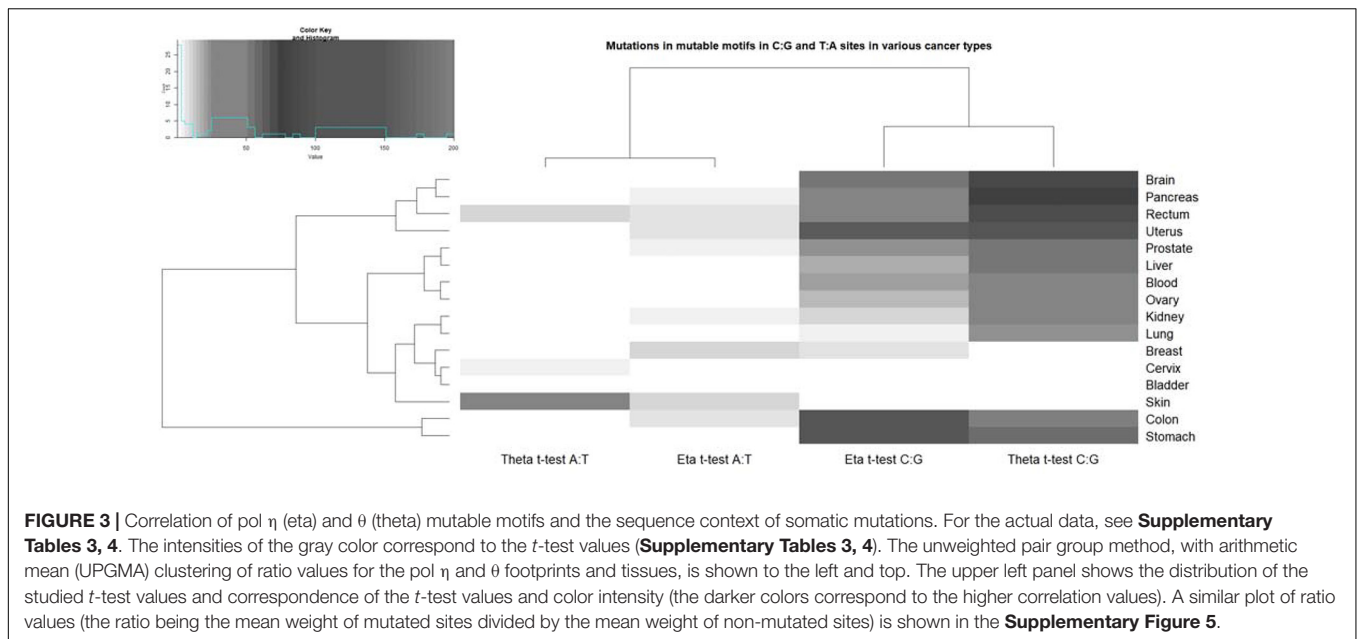 Color Key
and Histogram
Count
0
5
10
15
20
25
50
100
150
200
Value
Mutations in mutable motifs in C:G and T:A sites in various cancer types
Brain
Pancreas
Rectum
Uterus
Prostate
Liver
Blood
Ovary
Kidney
Lung
Breast
Cervix
Bladder
Skin
Colon
Stomach
Theta t-test A:T Eta t-test A:T Eta t-test C:G Theta t-test C:G
FIGURE 3 | Correlation of pol η (eta) and θ (theta) mutable motifs and the sequence context of somatic mutations. For the actual data, see Supplementary
Tables 3, 4. The intensities of the gray color correspond to the t-test values (Supplementary Tables 3, 4). The unweighted pair group method, with arithmetic
mean (UPGMA) clustering of ratio values for the pol η and θ footprints and tissues, is shown to the left and top. The upper left panel shows the distribution of the
studied t-test values and correspondence of the t-test values and color intensity (the darker colors correspond to the higher correlation values). A similar plot of ratio
values (the ratio being the mean weight of mutated sites divided by the mean weight of non-mutated sites) is shown in the Supplementary Figure 5.